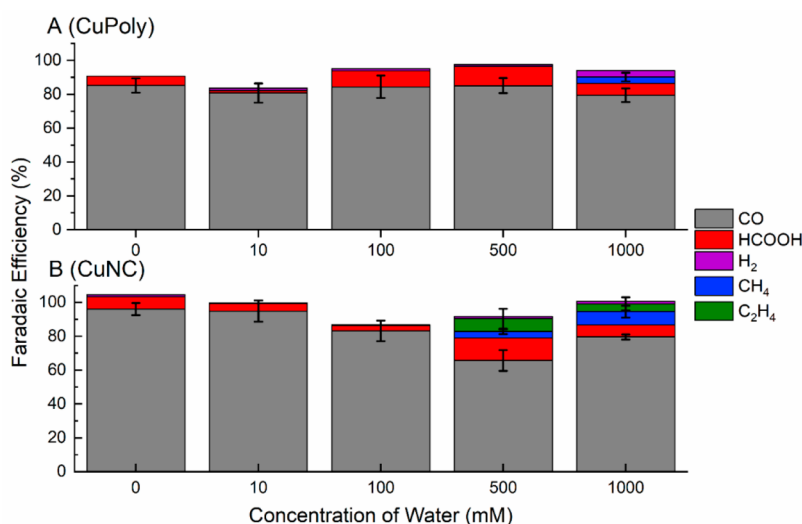 A (CuPoly)
100
80
60
40
20
0
0 10 100 500 1000
B (CuNC)
100
80
60
40
20
0
0 10 100 500 1000
Faradaic Efficiency (%)
Concentration of Water (mM)
CO
HCOOH
H₂
CH₄
C₂H₄